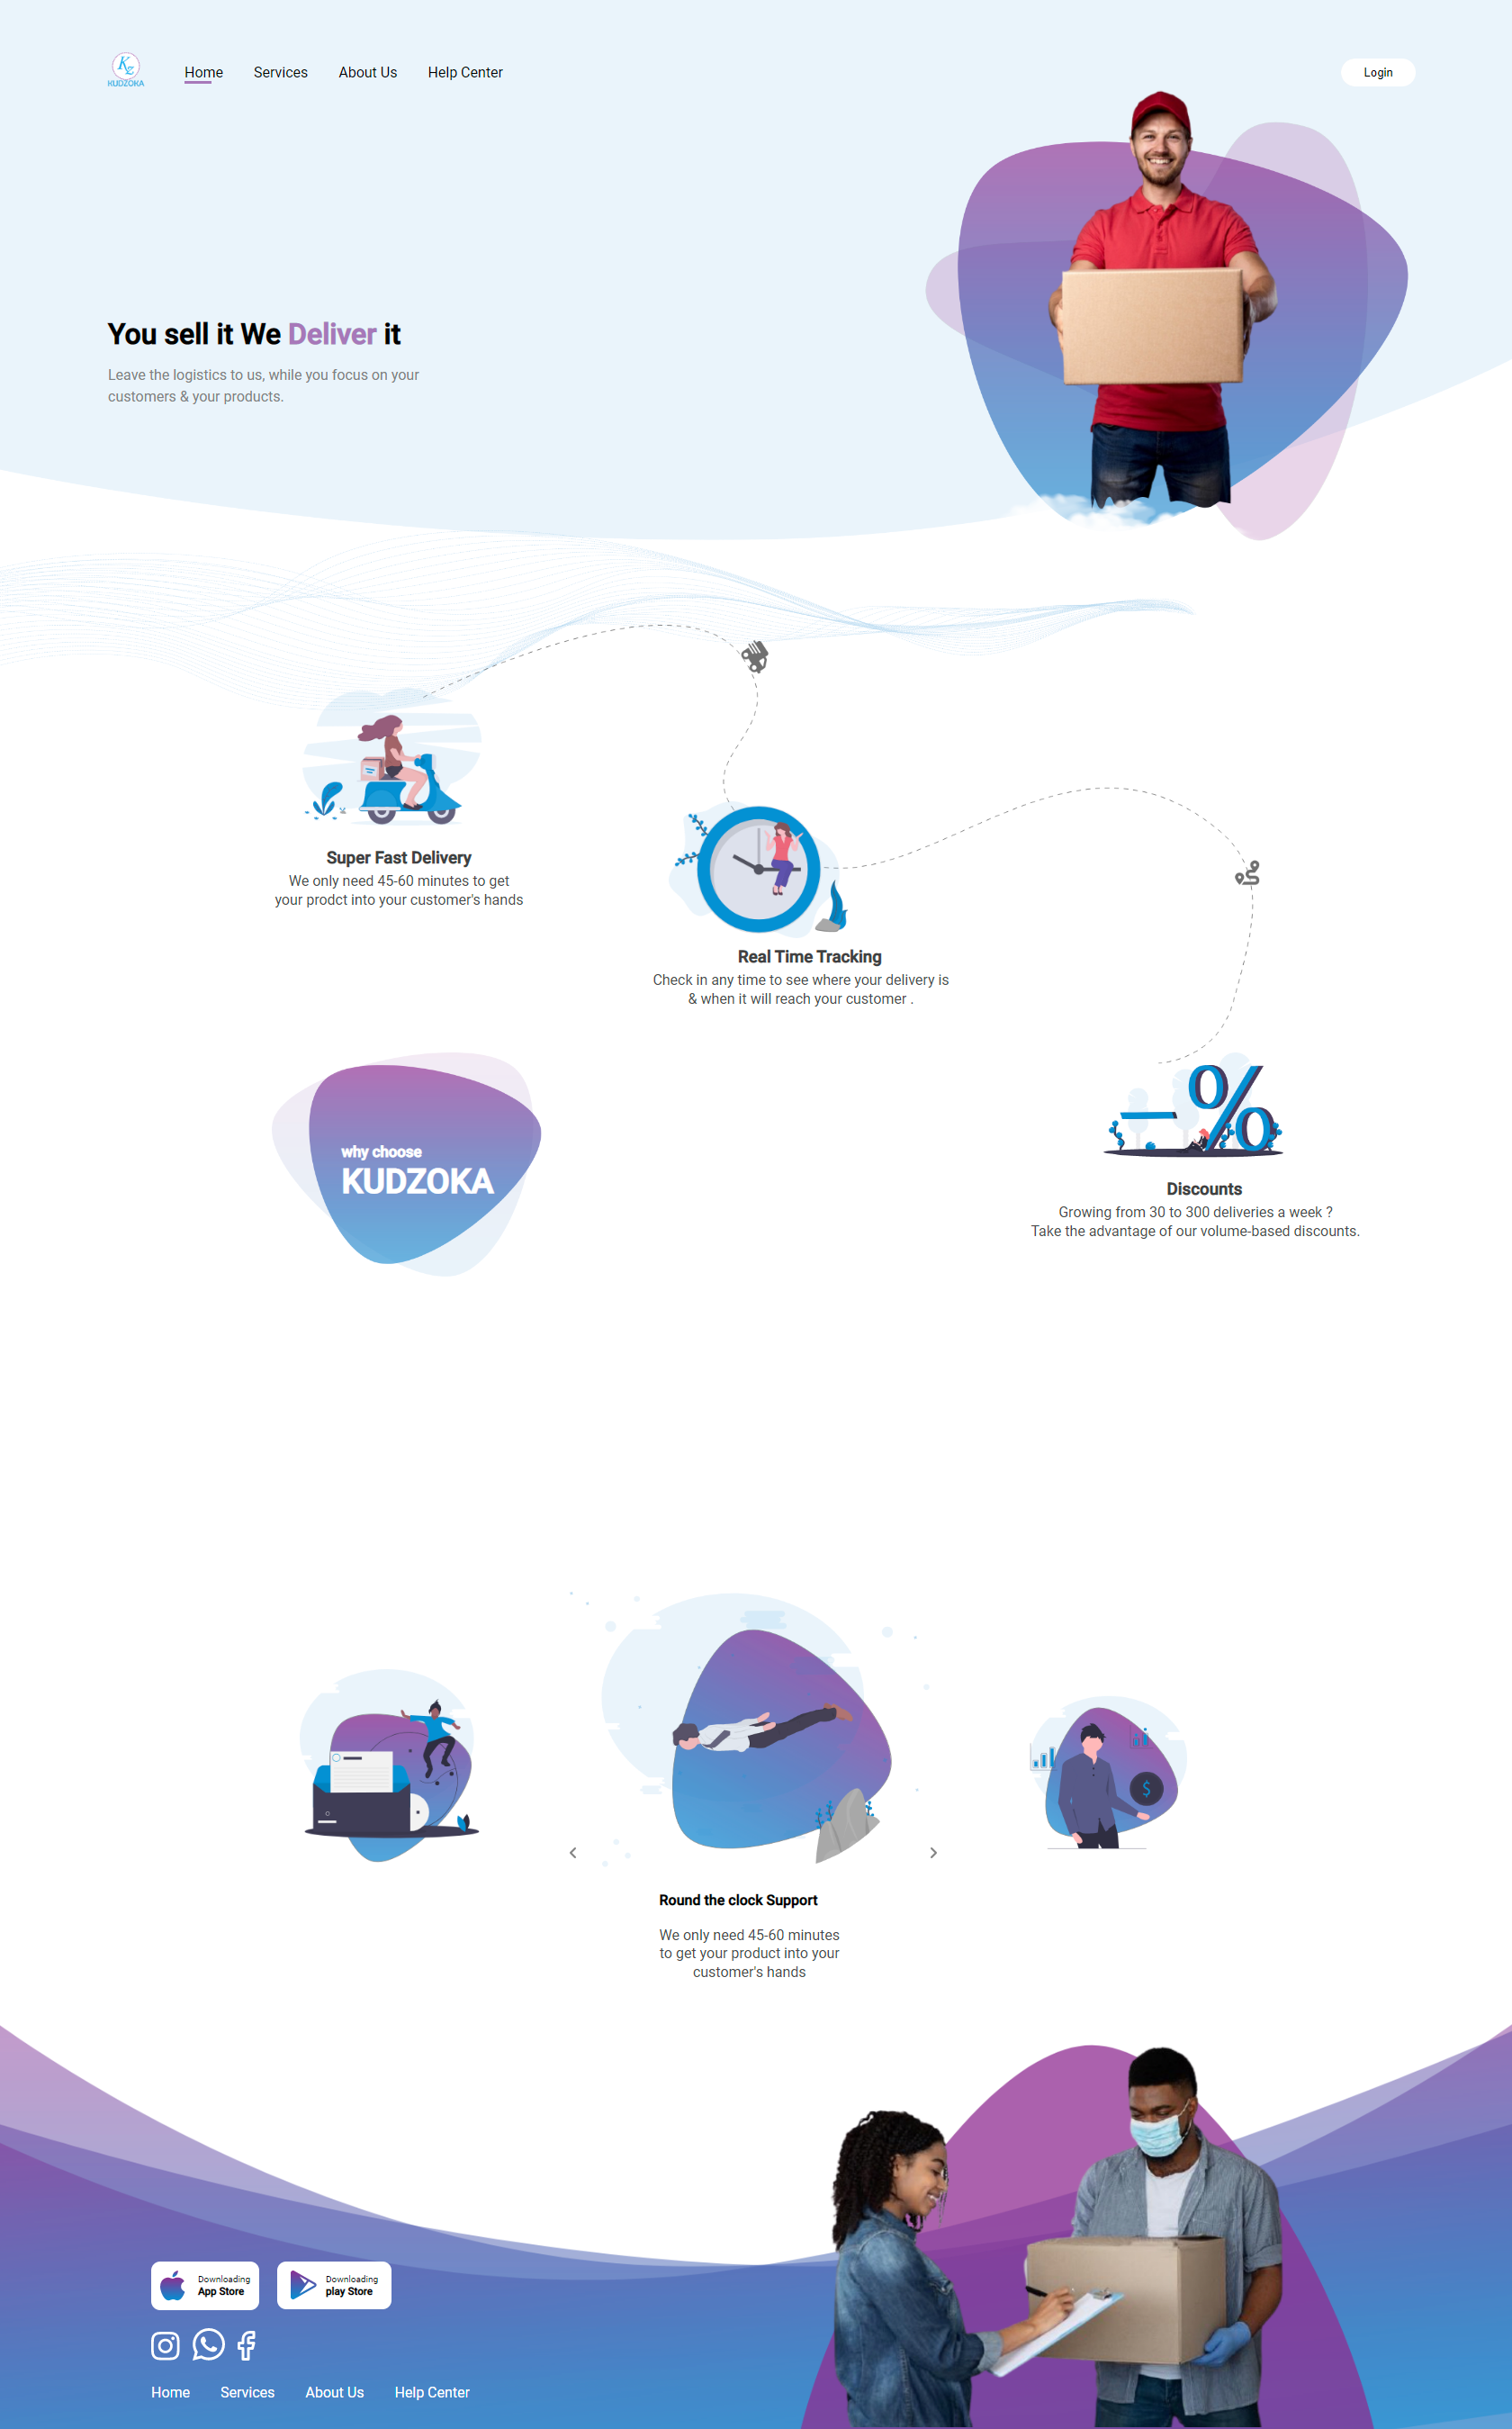 KZ
KUDZOKA
Home Services About Us Help Center
Login
You sell it We Deliver it
Leave the logistics to us, while you focus on your
customers & your products.
Super Fast Delivery
We only need 45-60 minutes to get
your prodct into your customer's hands
Real Time Tracking
Check in any time to see where your delivery is
& when it will reach your customer .
why choose
KUDZOKA
%
Discounts
Growing from 30 to 300 deliveries a week ?
Take the advantage of our volume-based discounts.
$
Round the clock Support
We only need 45-60 minutes
to get your product into your
customer's hands
Downloading
App Store
Downloading
play Store
Home Services About Us Help Center